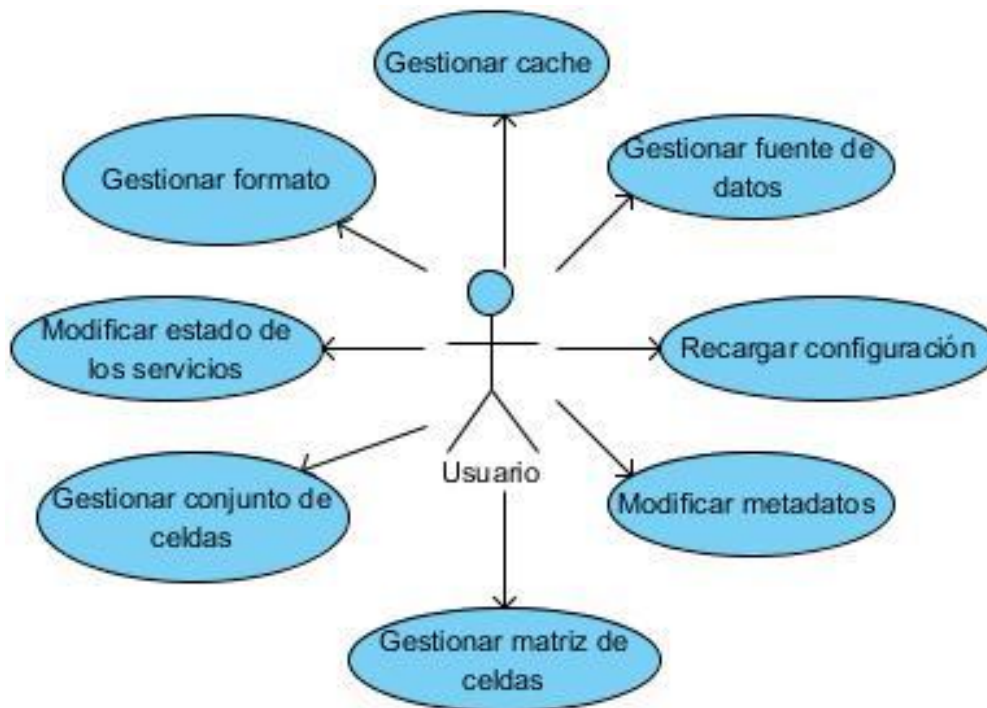 Gestionar cache
Gestionar fuente de
datos
Gestionar formato
Modificar estado de
los servicios
Recargar configuración
Usuario
Gestionar conjunto de
celdas
Modificar metadatos
Gestionar matriz de
celdas